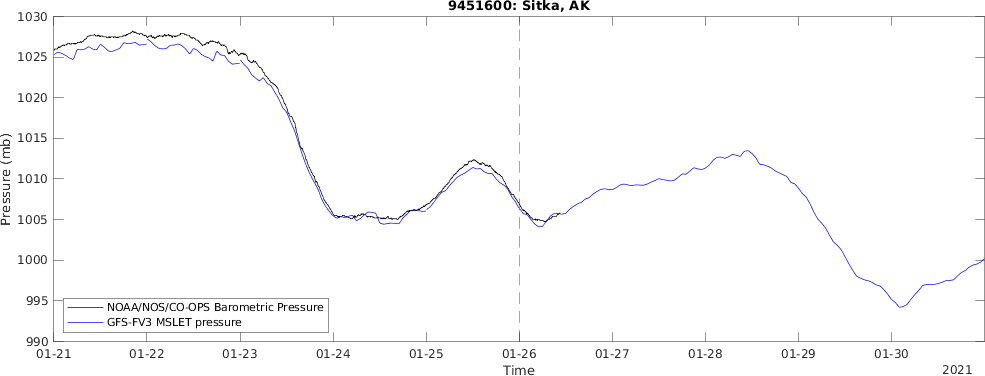 9451600: Sitka, AK
1030
1025
1020
1015
1010
1005
1000
995
990
Pressure (mb)
NOAA/NOS/CO-OPS Barometric Pressure
GFS-FV3 MSLET pressure
01-21 01-22 01-23 01-24 01-25 01-26 01-27 01-28 01-29 01-30
Time
2021